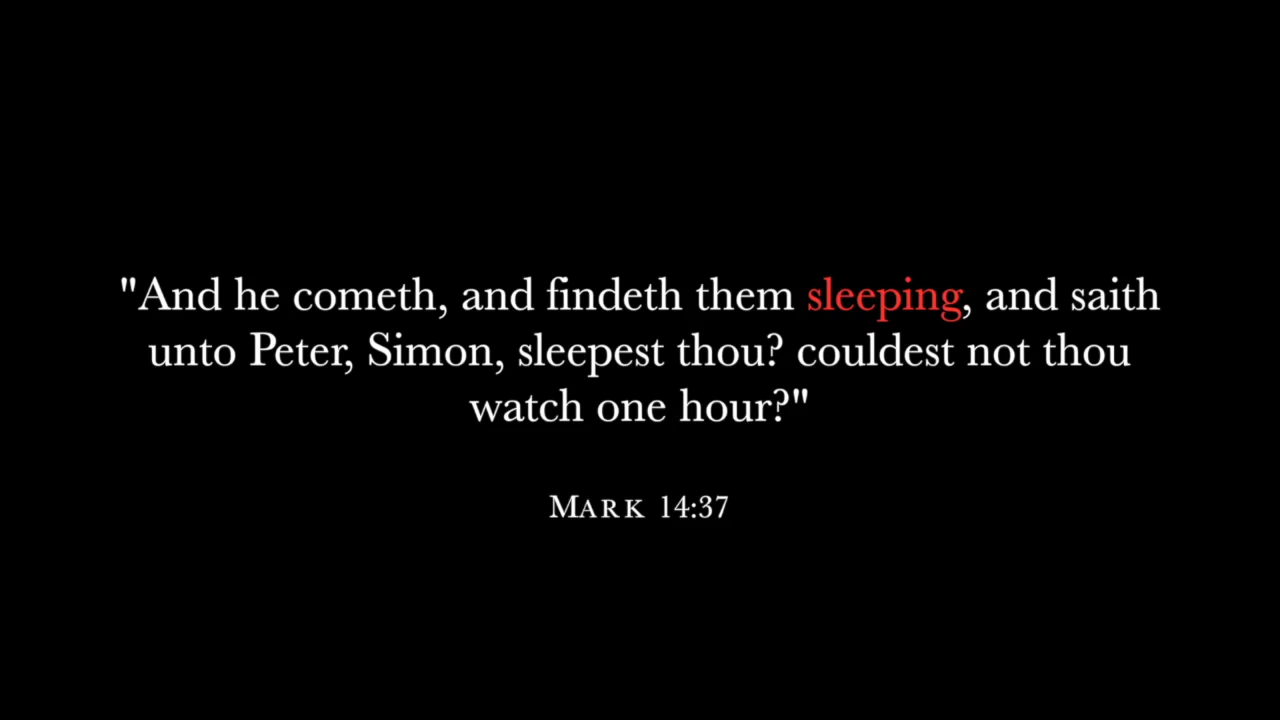 "And he cometh, and findeth them sleeping, and saith
unto Peter, Simon, sleepest thou? couldest not thou
watch one hour?"
MARK 14:37